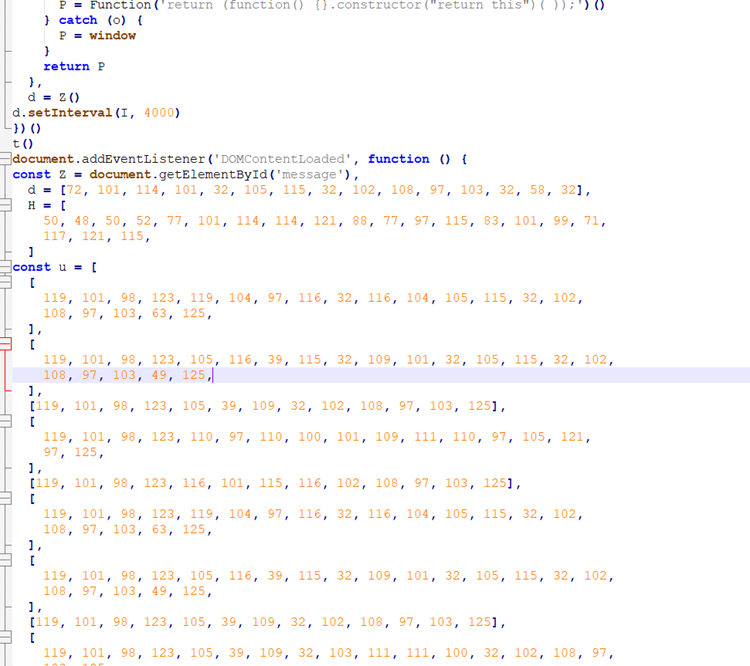 P = Function('return (function() {}.constructor("return this")( ));')()
} catch (o) {
P = window
}
return P
},
d = Z()
d.setInterval(I, 4000)
})()
t()
document.addEventListener('DOMContentLoaded', function () {
const Z = document.getElementById('message'),
d = [72, 101, 114, 101, 32, 105, 115, 32, 102, 108, 97, 103, 32, 58, 32],
H = [
50, 48, 50, 52, 77, 101, 114, 114, 121, 88, 77, 97, 115, 83, 101, 99, 71,
117, 121, 115,
]
const u = [
[
119, 101, 98, 123, 119, 104, 97, 116, 32, 116, 104, 105, 115, 32, 102,
108, 97, 103, 63, 125,
],
[
119, 101, 98, 123, 105, 116, 39, 115, 32, 109, 101, 32, 105, 115, 32, 102,
108, 97, 103, 49, 125,
],
[119, 101, 98, 123, 105, 39, 109, 32, 102, 108, 97, 103, 125],
[
119, 101, 98, 123, 110, 97, 110, 100, 101, 109, 111, 110, 97, 105, 121,
97, 125,
],
[119, 101, 98, 123, 116, 101, 115, 116, 102, 108, 97, 103, 125],
[
119, 101, 98, 123, 119, 104, 97, 116, 32, 116, 104, 105, 115, 32, 102,
108, 97, 103, 63, 125,
],
[
119, 101, 98, 123, 105, 116, 39, 115, 32, 109, 101, 32, 105, 115, 32, 102,
108, 97, 103, 49, 125,
],
[119, 101, 98, 123, 105, 39, 109, 32, 102, 108, 97, 103, 125],
[
119, 101, 98, 123, 105, 39, 109, 32, 103, 111, 111, 100, 32, 102, 108, 97,